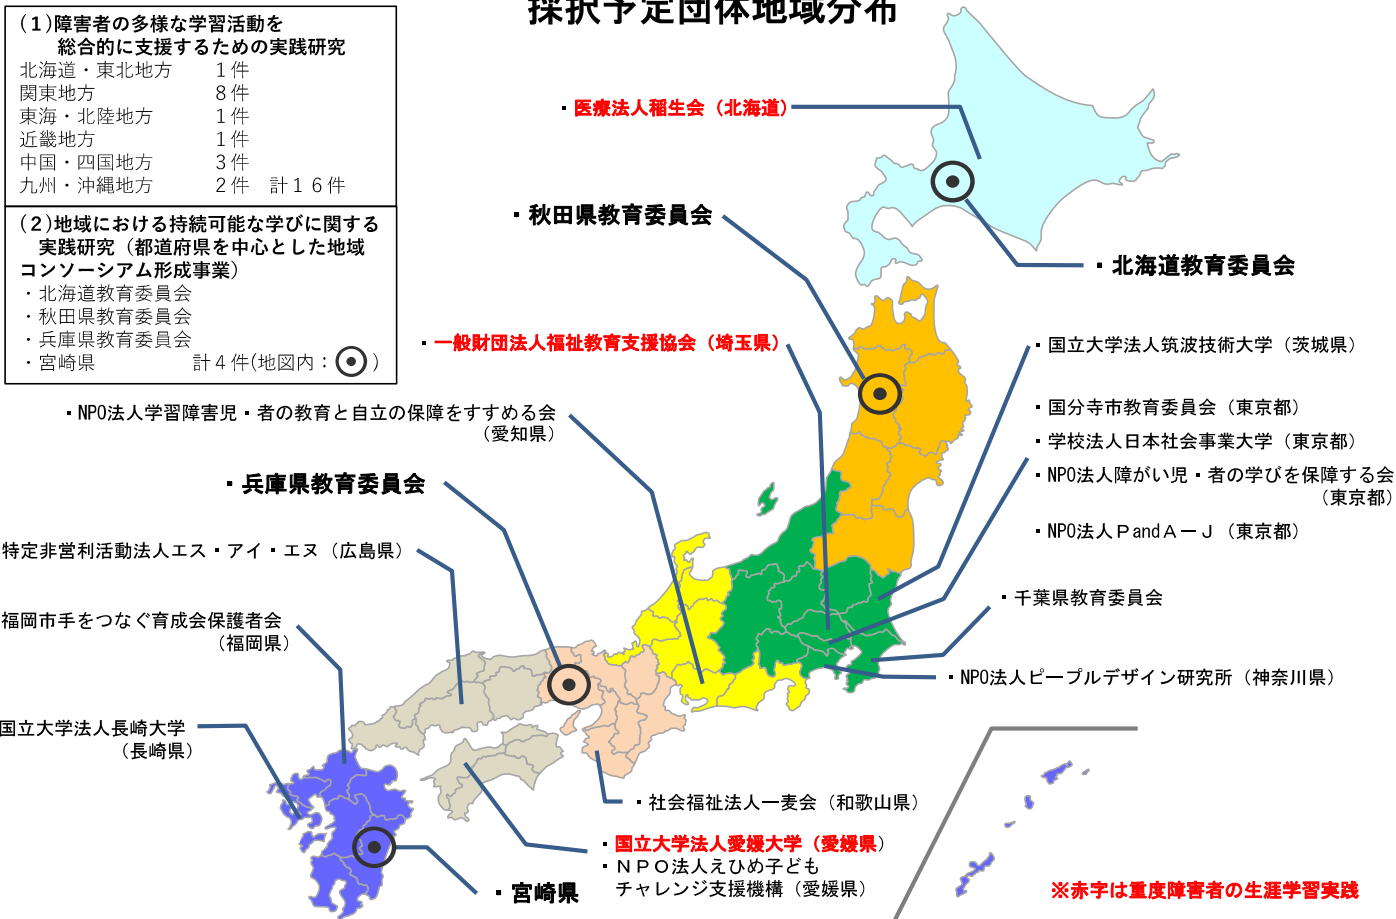 採択予定団体地域分布
（１）障害者の多様な学習活動を
総合的に支援するための実践研究
北海道・東北地方　１件
関東地方　８件
東海・北陸地方　１件
近畿地方　１件
中国・四国地方　３件
九州・沖縄地方　２件　計１６件
（２）地域における持続可能な学びに関する
実践研究（都道府県を中心とした地域
コンソーシアム形成事業）
・北海道教育委員会
・秋田県教育委員会
・兵庫県教育委員会
・宮崎県　計４件(地図内：　)
・医療法人稲生会（北海道）
・秋田県教育委員会
・北海道教育委員会
・一般財団法人福祉教育支援協会（埼玉県）
・国立大学法人筑波技術大学（茨城県）
・NPO法人学習障害児・者の教育と自立の保障をすすめる会
（愛知県）
・国分寺市教育委員会（東京都）
・学校法人日本社会事業大学（東京都）
・NPO法人障がい児・者の学びを保障する会
（東京都）
・NPO法人ＰandＡーＪ（東京都）
・兵庫県教育委員会
特定非営利活動法人エス・アイ・エヌ（広島県）
・千葉県教育委員会
福岡市手をつなぐ育成会保護者会
（福岡県）
・NPO法人ピープルデザイン研究所（神奈川県）
国立大学法人長崎大学
（長崎県）
・社会福祉法人一麦会（和歌山県）
・国立大学法人愛媛大学（愛媛県）
・ＮＰＯ法人えひめ子ども
チャレンジ支援機構（愛媛県）
・宮崎県
※赤字は重度障害者の生涯学習実践